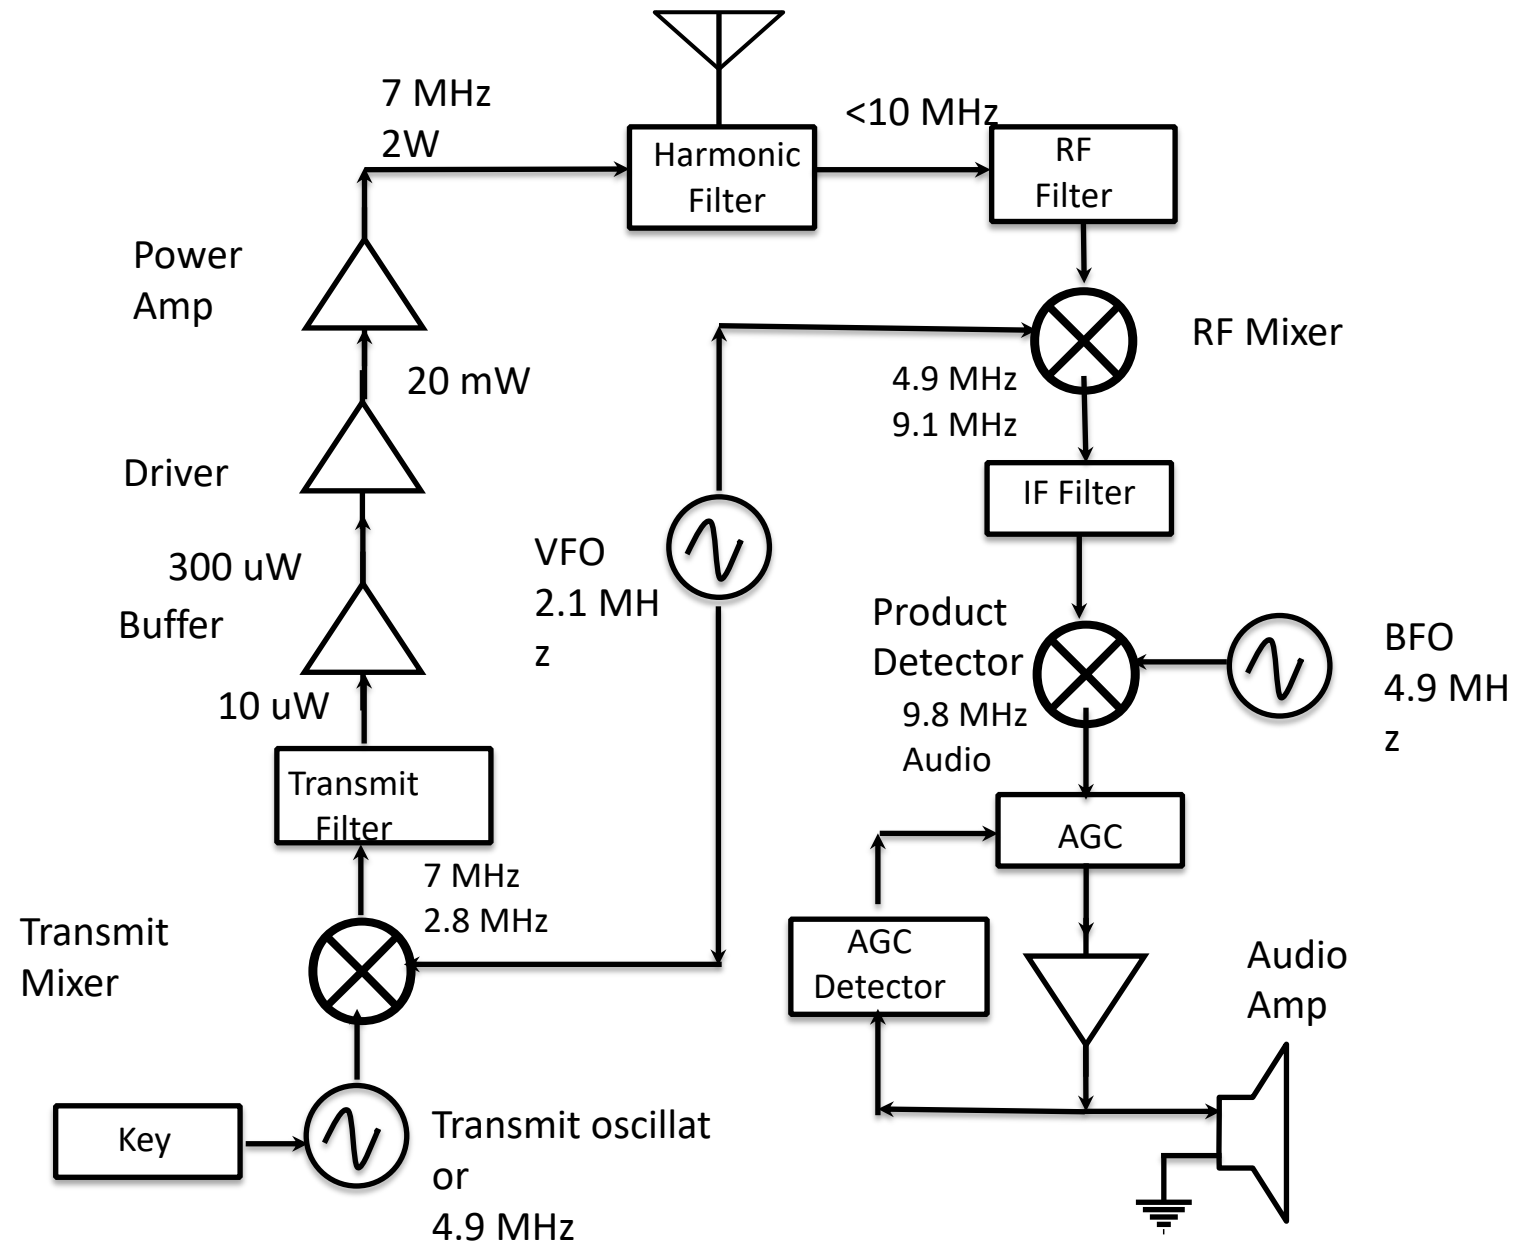 7 MHz
2W
<10 MHz
Harmonic
Filter
RF
Filter
Power
Amp
RF Mixer
4.9 MHz
9.1 MHz
20 mW
Driver
IF Filter
300 uW
VFO
2.1 MH
z
Buffer
Product
Detector
BFO
4.9 MH
z
10 uW
9.8 MHz
Audio
Transmit
Filter
AGC
7 MHz
2.8 MHz
Transmit
Mixer
AGC
Detector
Audio
Amp
Key
Transmit oscillat
or
4.9 MHz